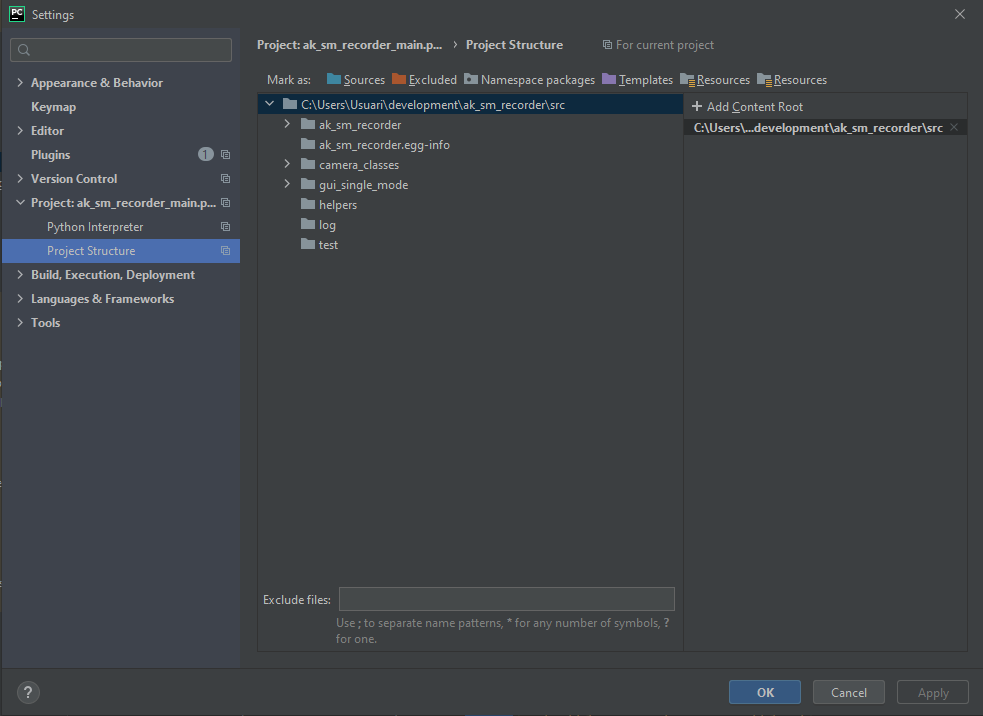 PC Settings
Project: ak_sm_recorder_main.p... › Project Structure For current project
Mark as: Sources Excluded Namespace packages Templates Resources Resources
Appearance & Behavior
Keymap
Editor
Plugins 1
Version Control
Project: ak_sm_recorder_main.p...
Python Interpreter
Project Structure
Build, Execution, Deployment
Languages & Frameworks
Tools
C:\Users\Usuari\development\ak_sm_recorder\src
ak_sm_recorder
ak_sm_recorder.egg-info
camera_classes
gui_single_mode
helpers
log
test
+ Add Content Root
C:\Users\...development\ak_sm_recorder\src
Exclude files:
Use ; to separate name patterns, * for any number of symbols, ?
for one.
?
OK Cancel Apply